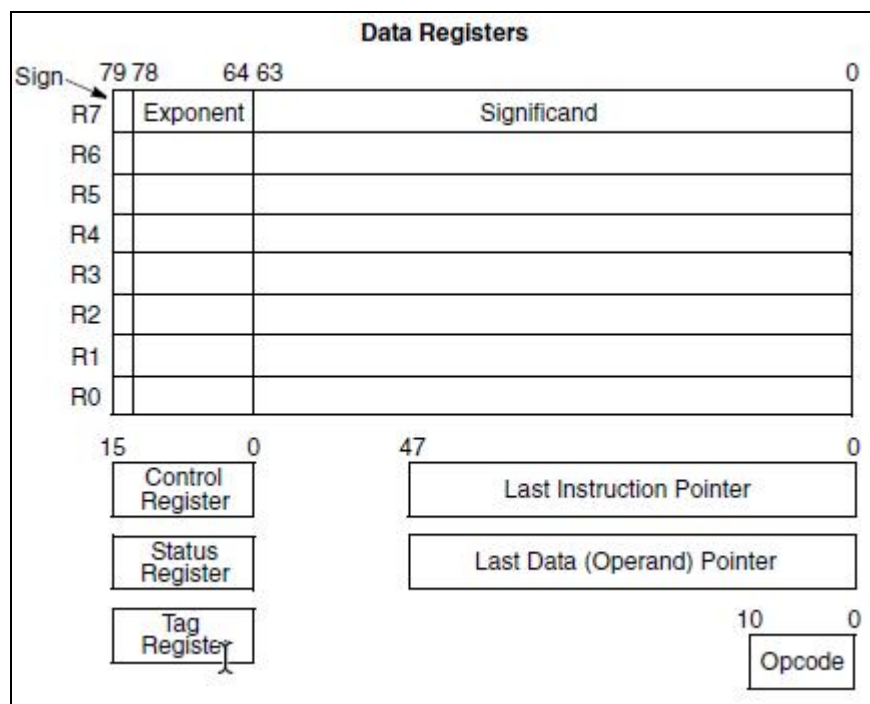 Data Registers
Sign 79 78 64 63 0
R7 Exponent Significand
R6
R5
R4
R3
R2
R1
R0
15 0 47 0
Control
Register
Last Instruction Pointer
Status
Register
Last Data (Operand) Pointer
Tag
Register
10 0
Opcode